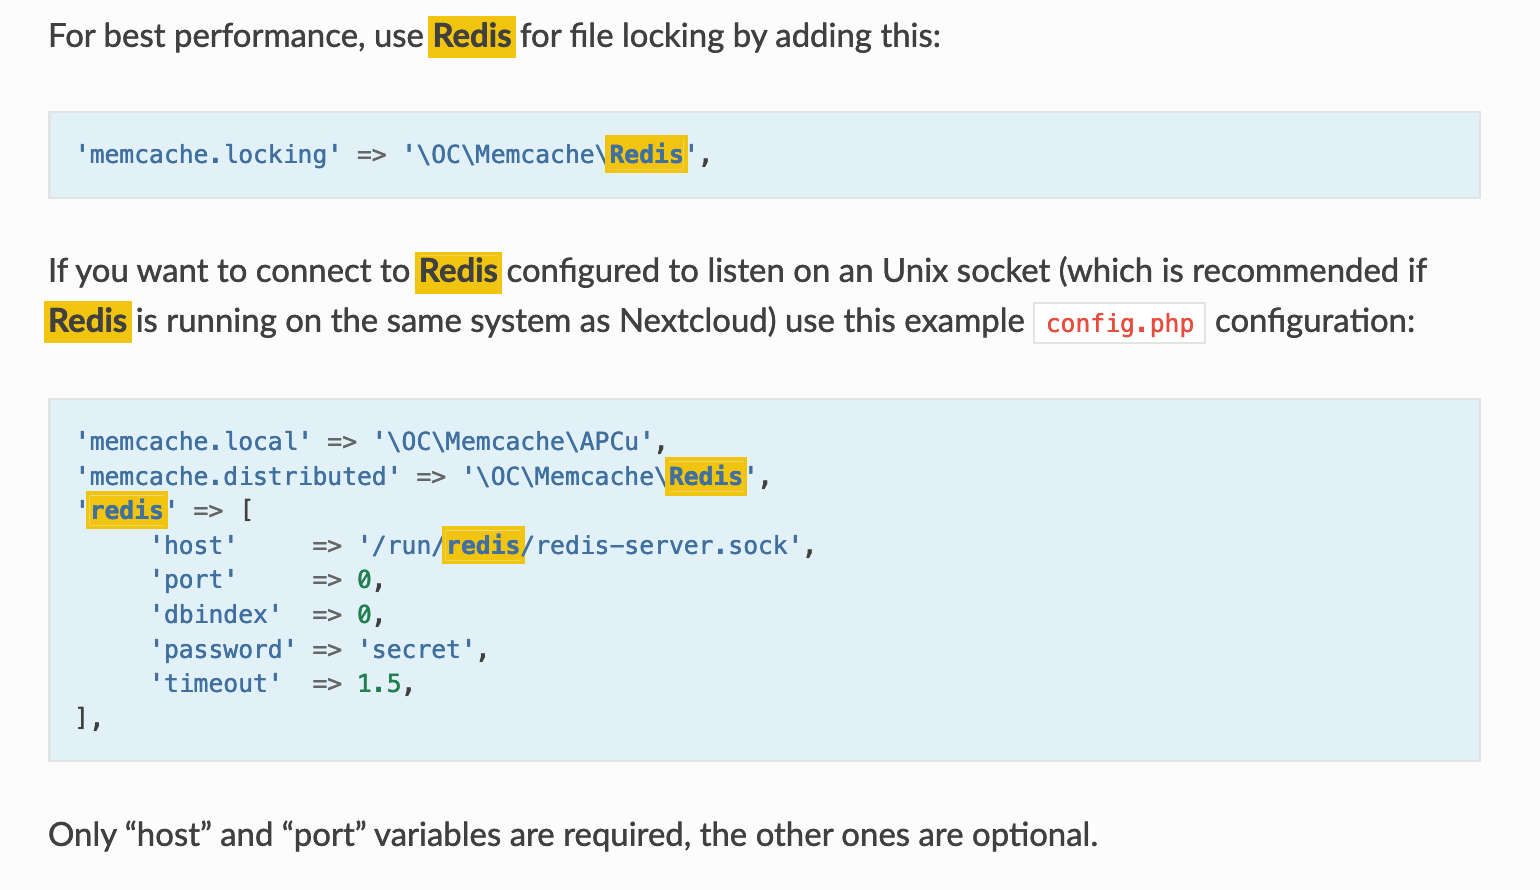 For best performance, use Redis for file locking by adding this:
'memcache.locking' => '\OC\Memcache\Redis',
If you want to connect to Redis configured to listen on an Unix socket (which is recommended if
Redis is running on the same system as Nextcloud) use this example config.php configuration:
'memcache.local' => '\OC\Memcache\APCu',
'memcache.distributed' => '\OC\Memcache\Redis',
'redis' => [
     'host'     => '/run/redis/redis-server.sock',
     'port'     => 0,
     'dbindex'  => 0,
     'password' => 'secret',
     'timeout'  => 1.5,
],
Only “host” and “port” variables are required, the other ones are optional.